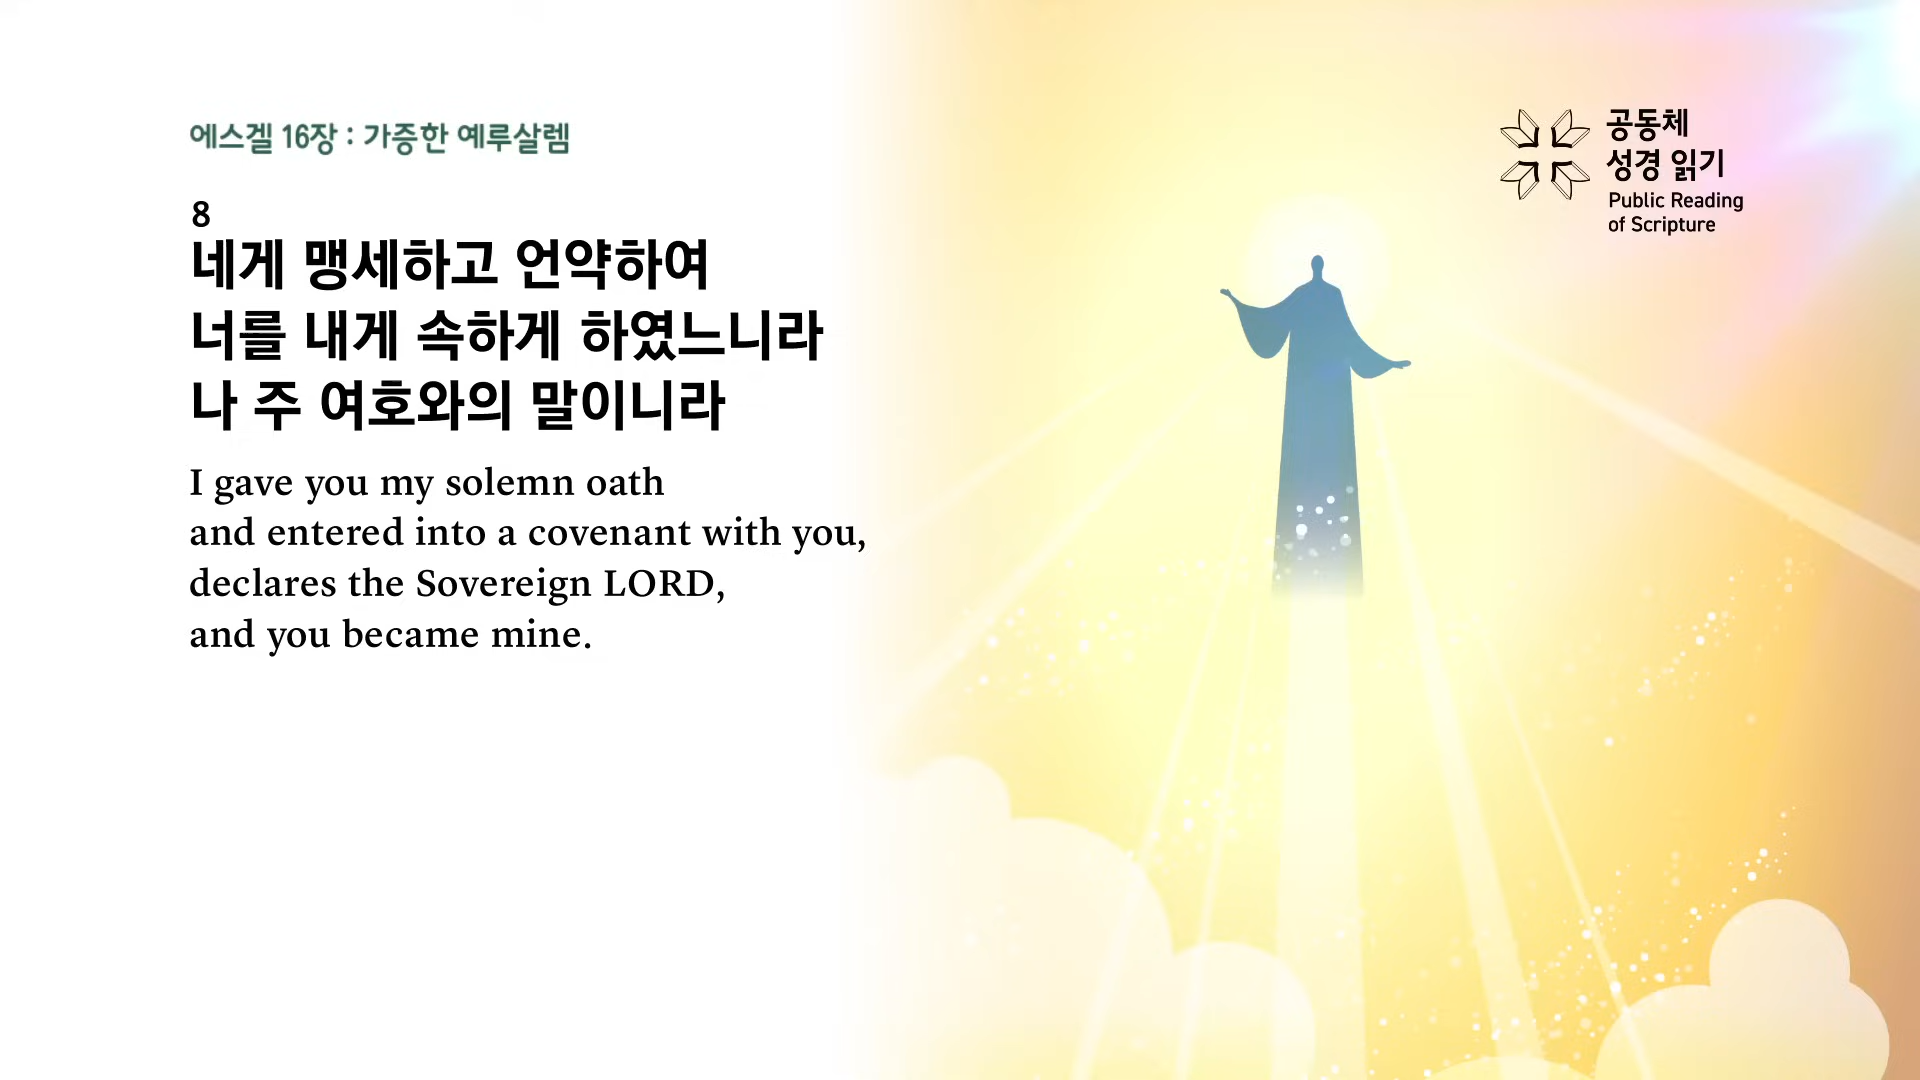 에스겔 16장 : 가증한 예루살렘
8
네게 맹세하고 언약하여
너를 내게 속하게 하였느니라
나 주 여호와의 말이니라
I gave you my solemn oath
and entered into a covenant with you,
declares the Sovereign LORD,
and you became mine.
공동체
성경 읽기
Public Reading
of Scripture